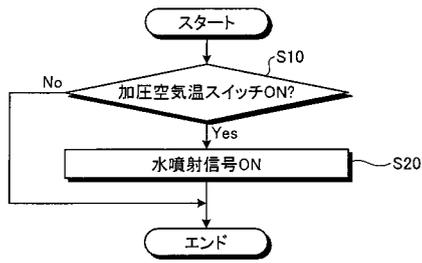 スタート
S10
No
加圧空気温スイッチON?
Yes
水噴射信号ON
S20
エンド